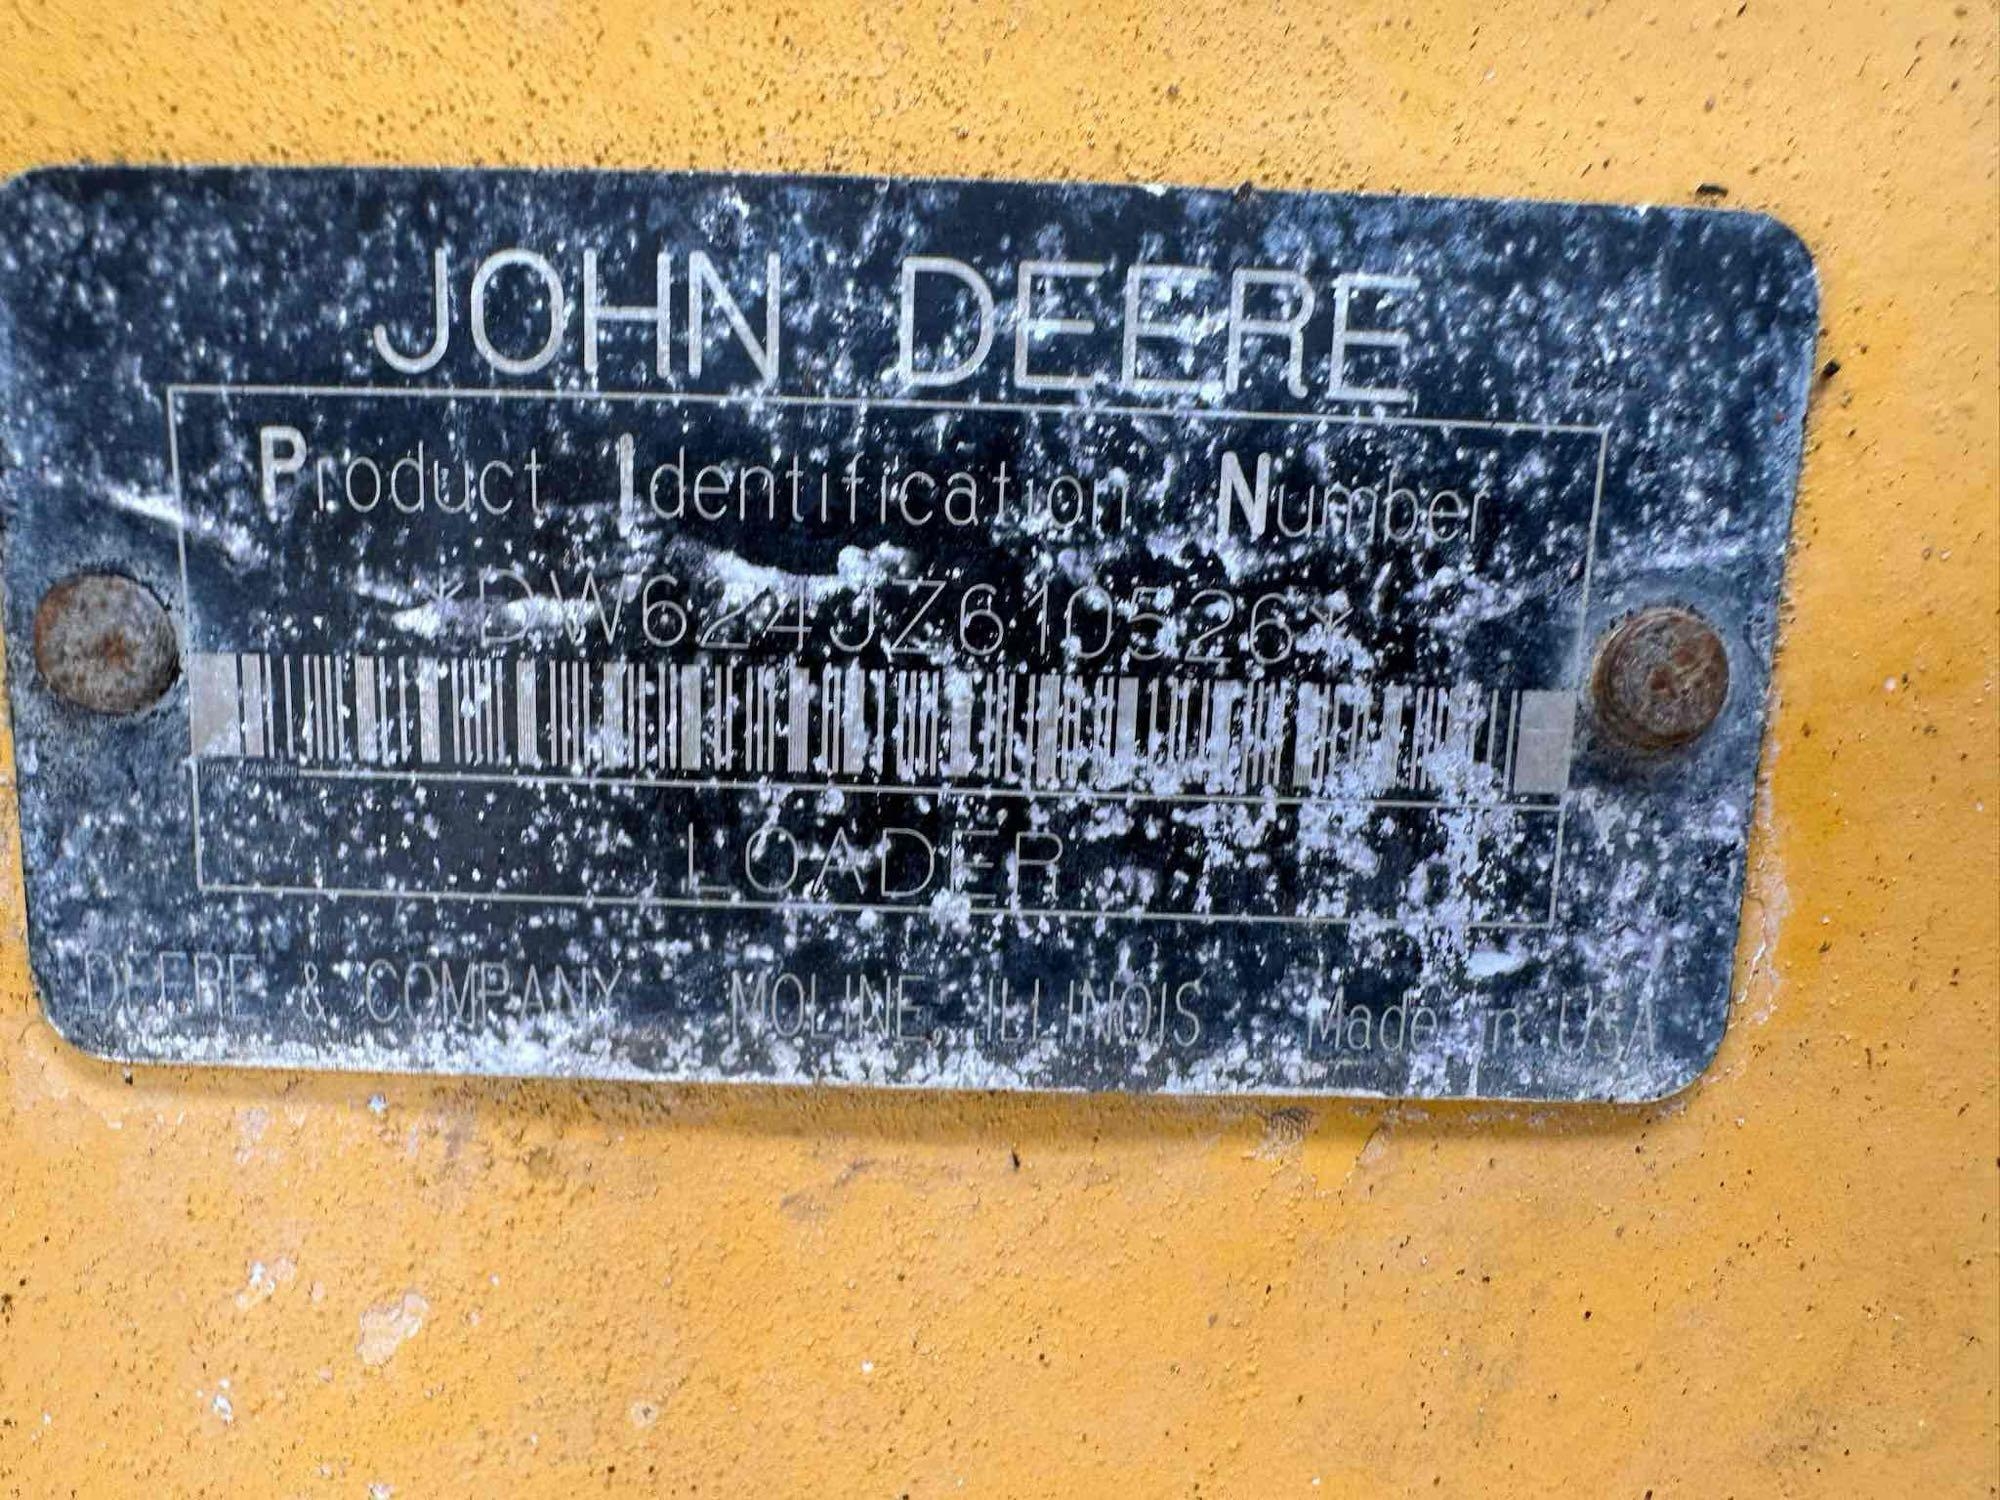 JOHN DEERE
Product Identification Number
*DW624JZ610526*
LOADER
DEERE & COMPANY MOLINE, ILLINOIS Made in USA